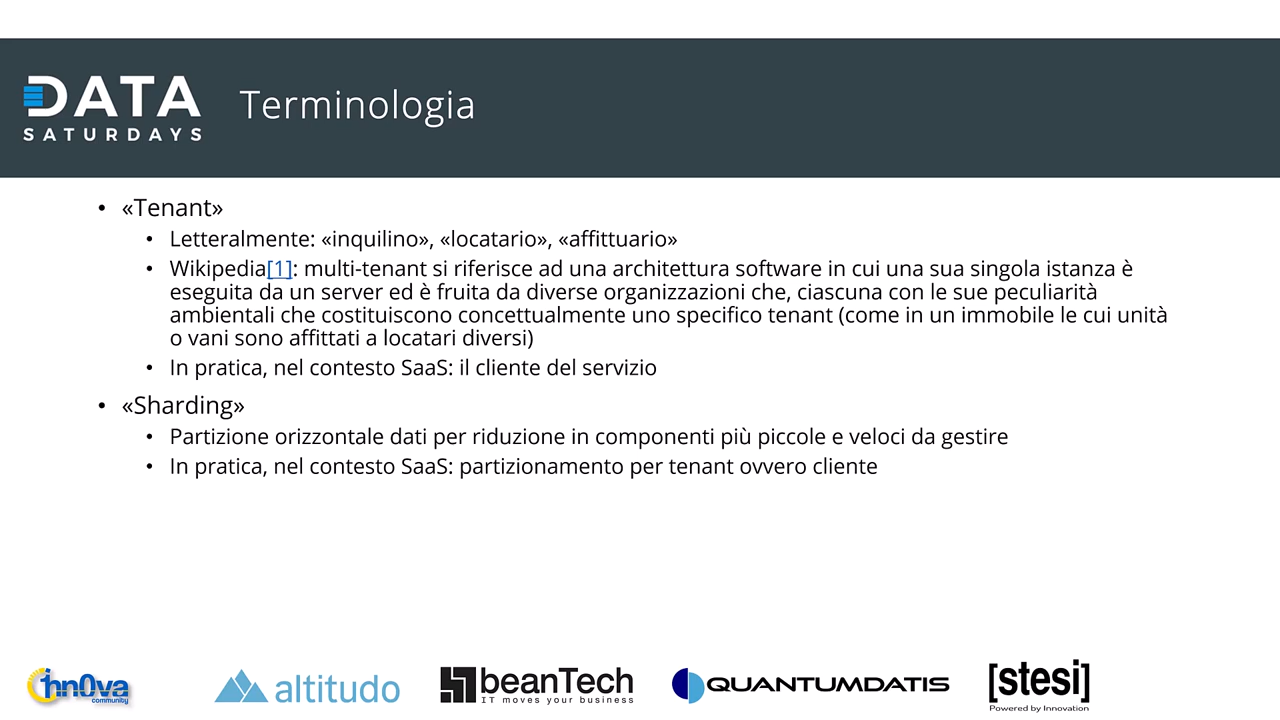 DATA
SATURDAYS
Terminologia
• «Tenant»
• Letteralmente: «inquilino», «locatario», «affittuario»
• Wikipedia[1]: multi-tenant si riferisce ad una architettura software in cui una sua singola istanza è
eseguita da un server ed è fruita da diverse organizzazioni che, ciascuna con le sue peculiarità
ambientali che costituiscono concettualmente uno specifico tenant (come in un immobile le cui unità
o vani sono affittati a locatari diversi)
• In pratica, nel contesto SaaS: il cliente del servizio
• «Sharding»
• Partizione orizzontale dati per riduzione in componenti più piccole e veloci da gestire
• In pratica, nel contesto SaaS: partizionamento per tenant ovvero cliente
1nn0va
community
altitudo
beanTech
IT moves your business
QUANTUMDATIS
[stesi]
Powered by Innovation